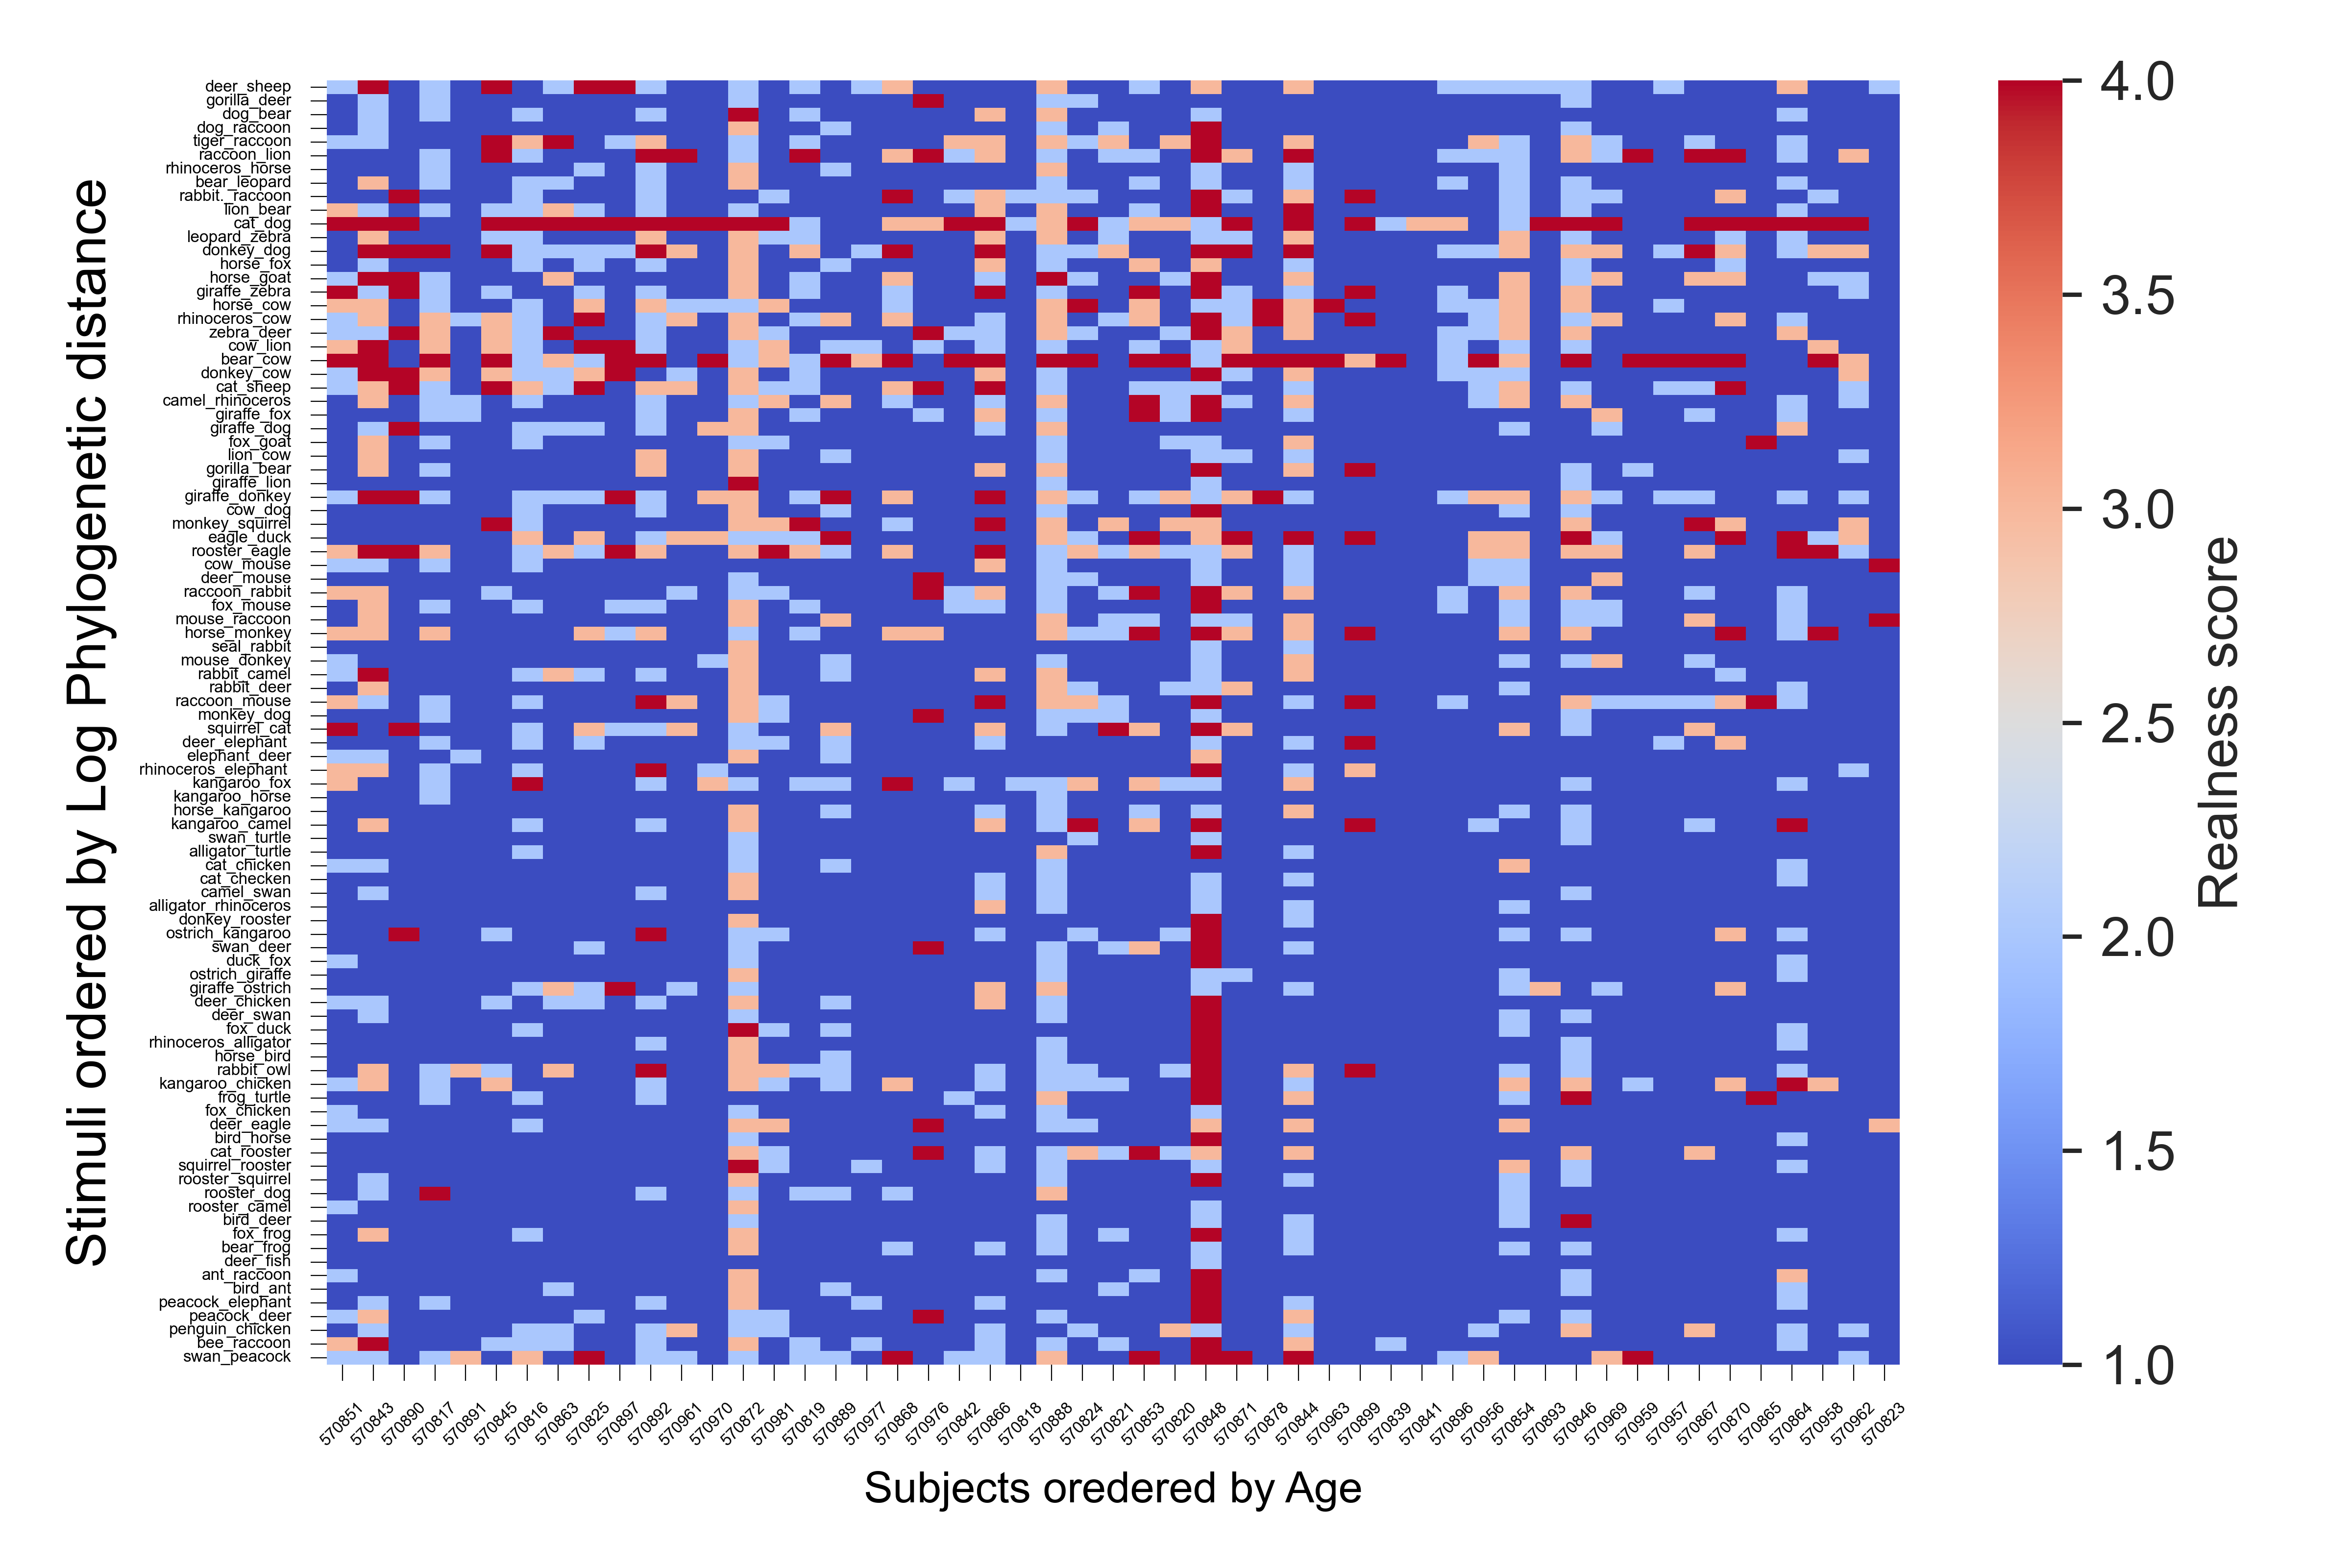 Stimuli ordered by Log Phylogenetic distance
deer_sheep
gorilla_deer
dog_bear
dog_raccoon
tiger_raccoon
raccoon_lion
rhinoceros_horse
bear_leopard
rabbit._raccoon
lion_bear
cat_dog
leopard_zebra
donkey_dog
horse_fox
horse_goat
giraffe_zebra
horse_cow
rhinoceros_cow
zebra_deer
cow_lion
bear_cow
donkey_cow
cat_sheep
camel_rhinoceros
giraffe_fox
giraffe_dog
fox_goat
lion_cow
gorilla_bear
giraffe_lion
giraffe_donkey
cow_dog
monkey_squirrel
eagle_duck
rooster_eagle
cow_mouse
deer_mouse
raccoon_rabbit
fox_mouse
mouse_raccoon
horse_monkey
seal_rabbit
mouse_donkey
rabbit_camel
rabbit_deer
raccoon_mouse
monkey_dog
squirrel_cat
deer_elephant
elephant_deer
rhinoceros_elephant
kangaroo_fox
kangaroo_horse
horse_kangaroo
kangaroo_camel
swan_turtle
alligator_turtle
cat_chicken
cat_checken
camel_swan
alligator_rhinoceros
donkey_rooster
ostrich_kangaroo
swan_deer
duck_fox
ostrich_giraffe
giraffe_ostrich
deer_chicken
deer_swan
fox_duck
rhinoceros_alligator
horse_bird
rabbit_owl
kangaroo_chicken
frog_turtle
fox_chicken
deer_eagle
bird_horse
cat_rooster
squirrel_rooster
rooster_squirrel
rooster_dog
rooster_camel
bird_deer
fox_frog
bear_frog
deer_fish
ant_raccoon
bird_ant
peacock_elephant
peacock_deer
penguin_chicken
bee_raccoon
swan_peacock
570851 570843 570890 570817 570891 570845 570816 570863 570825 570897 570892 570961 570970 570872 570981 570819 570889 570977 570868 570976 570842 570866 570818 570888 570824 570821 570853 570820 570848 570871 570878 570844 570963 570899 570839 570841 570896 570956 570854 570893 570846 570969 570959 570957 570867 570870 570865 570864 570958 570962 570823
Subjects oredered by Age
4.0
3.5
3.0
2.5
2.0
1.5
1.0
Realness score